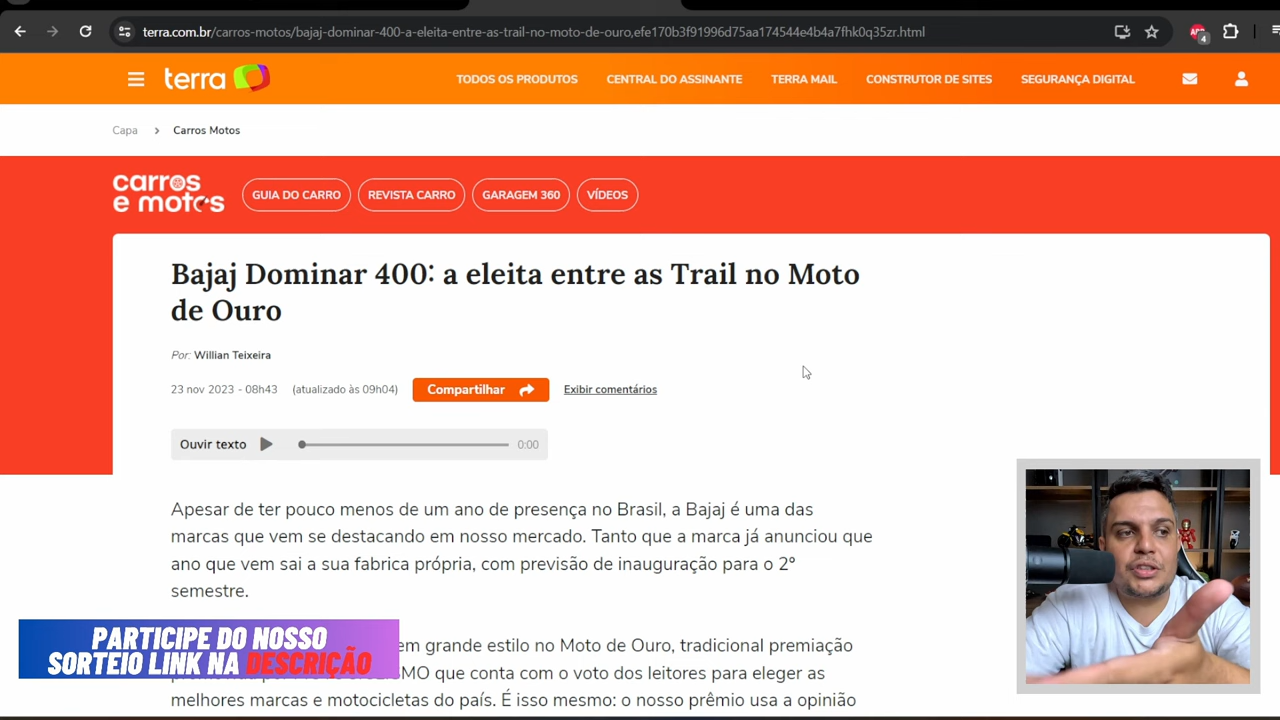 terra.com.br/carros-motos/bajaj-dominar-400-a-eleita-entre-as-trail-no-moto-de-ouro,efe170b3f91996d75aa174544e4b4a7fhk0q35zr.html
4
terra
TODOS OS PRODUTOS
CENTRAL DO ASSINANTE
TERRA MAIL
CONSTRUTOR DE SITES
SEGURANÇA DIGITAL
Capa > Carros Motos
carros
e motos
GUIA DO CARRO
REVISTA CARRO
GARAGEM 360
VÍDEOS
Bajaj Dominar 400: a eleita entre as Trail no Moto
de Ouro
Por: Willian Teixeira
23 nov 2023 - 08h43 (atualizado às 09h04)
Compartilhar
Exibir comentários
Ouvir texto
0:00
Apesar de ter pouco menos de um ano de presença no Brasil, a Bajaj é uma das
marcas que vem se destacando em nosso mercado. Tanto que a marca já anunciou que
ano que vem sai a sua fabrica própria, com previsão de inauguração para o 2º
semestre.
em grande estilo no Moto de Ouro, tradicional premiação
MO que conta com o voto dos leitores para eleger as
melhores marcas e motocicletas do país. É isso mesmo: o nosso prêmio usa a opinião
PARTICIPE DO NOSSO
SORTEIO LINK NA DESCRIÇÃO